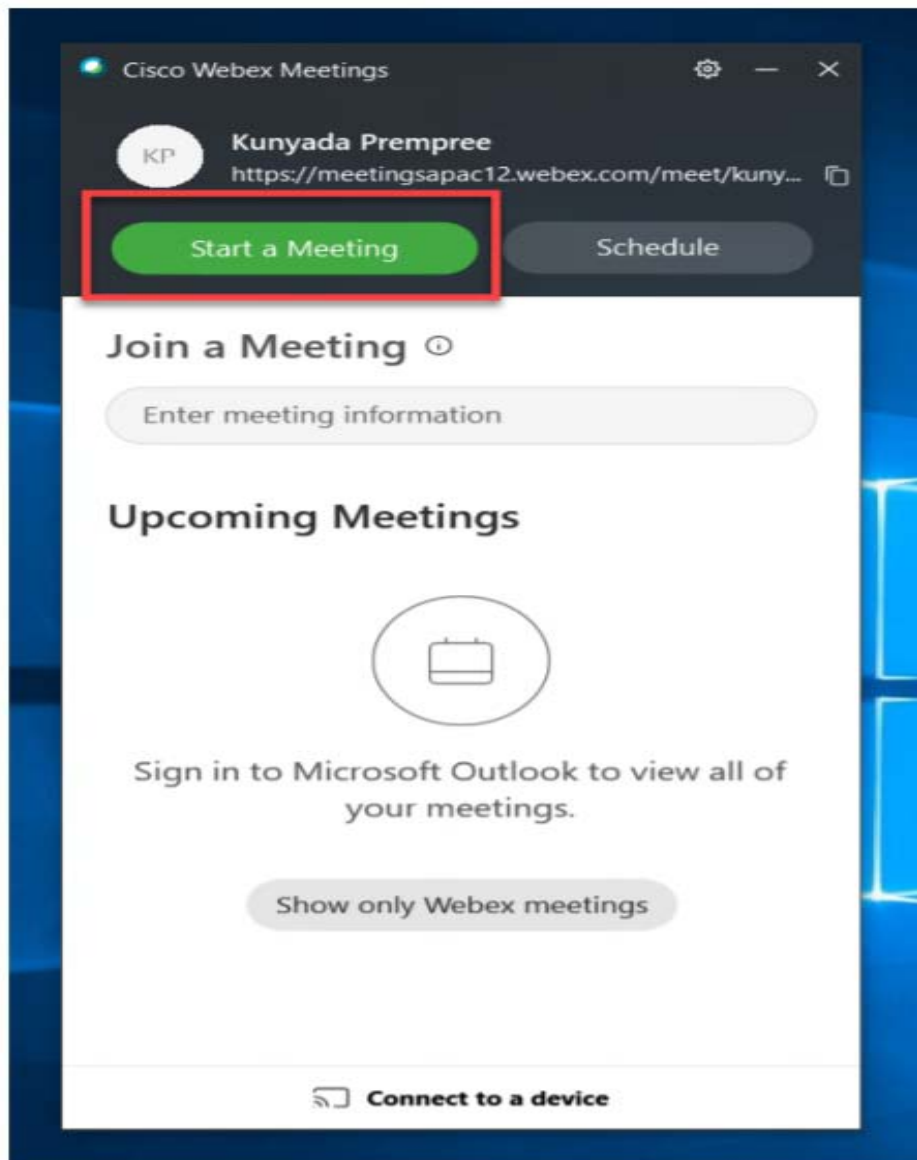 Cisco Webex Meetings
KP
Kunyada Prempree
https://meetingsapac12.webex.com/meet/kuny...
Start a Meeting
Schedule
Join a Meeting
Enter meeting information
Upcoming Meetings
Sign in to Microsoft Outlook to view all of
your meetings.
Show only Webex meetings
Connect to a device